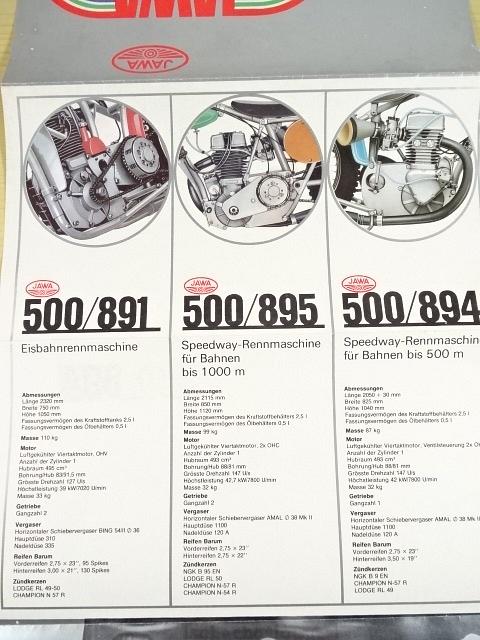 JAWA
JAWA
JAWA
500/891
Eisbahnrennmaschine
Abmessungen
Länge 2320 mm
Breite 750 mm
Höhe 1050 mm
Fassungsvermögen des Kraftstofftanks 2,5 l
Fassungsvermögen des Ölbehälters 0,5 l
Masse 110 kg
Motor
Luftgekühlter Viertaktmotor, OHV
Anzahl der Zylinder 1
Hubraum 495 cm³
Bohrung/Hub 83/91,5 mm
Grösste Drehzahl 127 l/s
Höchstleistung 39 kW/7020 U/min
Masse 33 kg
Getriebe
Gangzahl 2
Vergaser
Horizontaler Schiebervergaser BING 54II ∅ 36
Hauptdüse 310
Nadeldüse 335
Reifen Barum
Vorderreifen 2,75 × 23", 95 Spikes
Hinterreifen 3,00 × 21", 130 Spikes
Zündkerzen
LODGE RL 49-50
CHAMPION N 57 R
JAWA
500/895
Speedway-Rennmaschine
für Bahnen
bis 1000 m
Abmessungen
Länge 2115 mm
Breite 850 mm
Höhe 1120 mm
Fassungsvermögen des Kraftstoffbehälters 2,5 l
Fassungsvermögen des Ölbehälters 0,5 l
Masse 99 kg
Motor
Luftgekühlter Viertaktmotor, 2x OHC
Anzahl der Zylinder 1
Hubraum 493 cm³
Bohrung/Hub 88/81 mm
Grösste Drehzahl 147 U/s
Höchstleistung 42,7 kW/7800 U/min
Masse 32 kg
Getriebe
Gangzahl 2
Vergaser
Horizontaler Schiebervergaser AMAL ∅ 38 Mk II
Hauptdüse 1100
Nadeldüse 120 A
Reifen Barum
Vorderreifen 2,75 × 23"
Hinterreifen 3,75 × 22"
Zündkerzen
NGK B 95 EN
LODGE RL 50
CHAMPION N-57 R
CHAMPION N-54 R
JAWA
500/894
Speedway-Rennmaschine
für Bahnen bis 500 m
Abmessungen
Länge 2050 + 30 mm
Breite 825 mm
Höhe 1040 mm
Fassungsvermögen des Kraftstoffbehälters 2,5
Fassungsvermögen des Ölbehälters 0,5 l
Masse 87 kg
Motor
Luftgekühlter Viertaktmotor, Ventilsteuerung 2x
Anzahl der Zylinder 1
Hubraum 493 cm³
Bohrung/Hub 88/81 mm
Grösste Drehzahl 147 U/s
Höchstleistung 42 kW/7800 U/min
Masse 32 kg
Getriebe
Gangzahl 1
Vergaser
Horizontaler Schiebervergaser AMAL ∅ 38 M
Hauptdüse 1100
Nadeldüse 120 A
Reifen Barum
Vorderreifen 2,75 × 23"
Hinterreifen 3,50 × 19"
Zündkerzen
NGK B 9 EN
CHAMPION N-57 R
LODGE RL 49